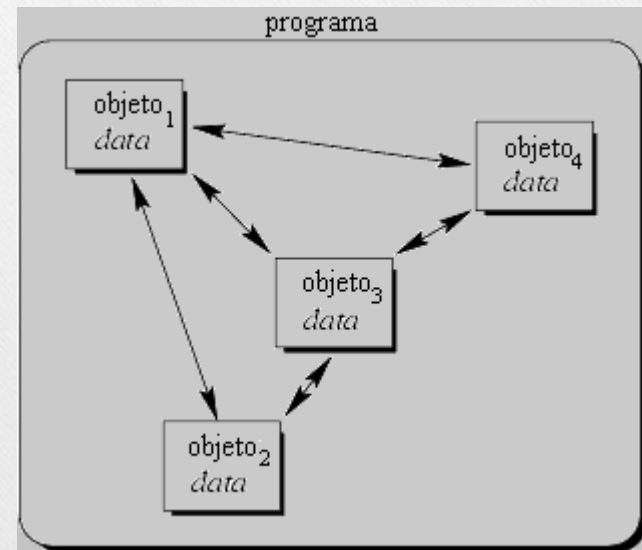 programa
objeto1
data
objeto4
data
objeto3
data
objeto2
data